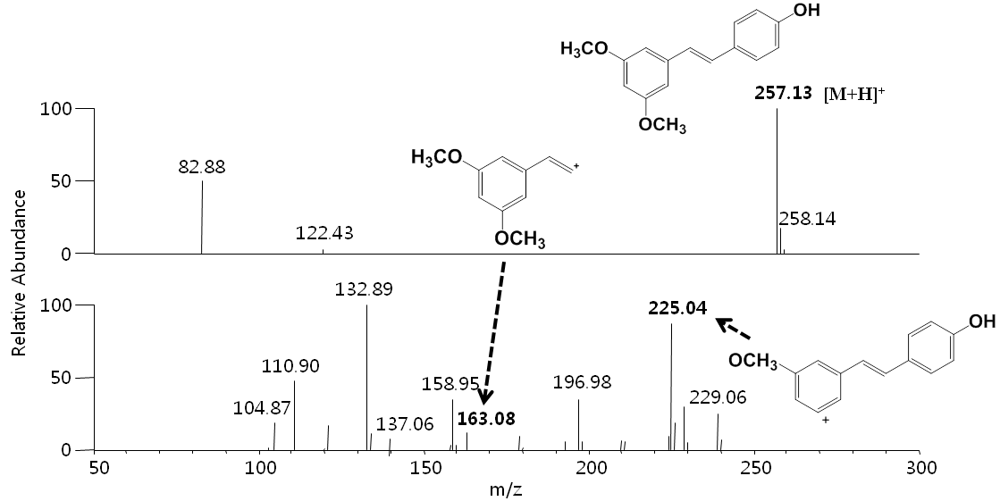 OH
H3CO
OCH3
257.13 [M+H]+
100
50
0
82.88
122.43
258.14
H3CO
+
OCH3
Relative Abundance
100
50
0
132.89
225.04
110.90
104.87
137.06
158.95
163.08
196.98
229.06
OH
OCH3
+
50
100
150
200
250
300
m/z